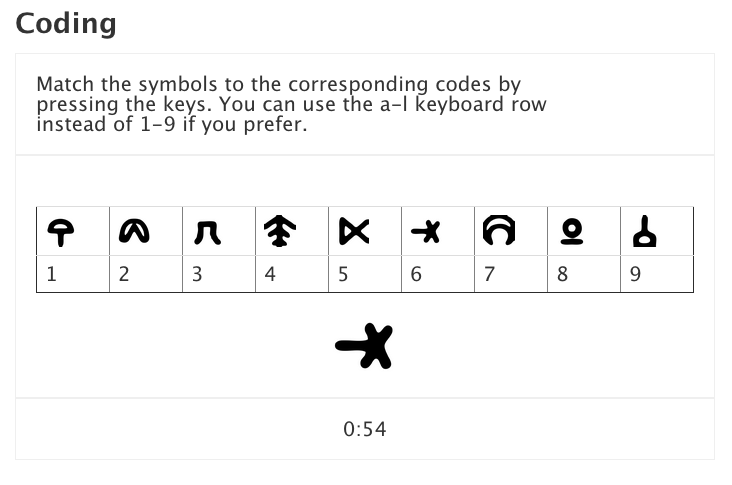 Coding
Match the symbols to the corresponding codes by
pressing the keys. You can use the a-l keyboard row
instead of 1-9 if you prefer.
1 2 3 4 5 6 7 8 9
0:54